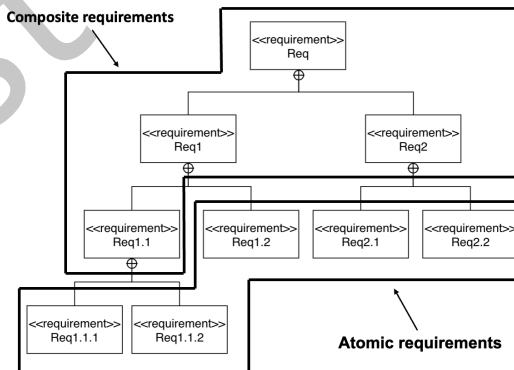 Composite requirements
<<requirement>>
Req
<<requirement>>
Req1
<<requirement>>
Req2
<<requirement>>
Req1.1
<<requirement>>
Req1.2
<<requirement>>
Req2.1
<<requirement>>
Req2.2
<<requirement>>
Req1.1.1
<<requirement>>
Req1.1.2
Atomic requirements